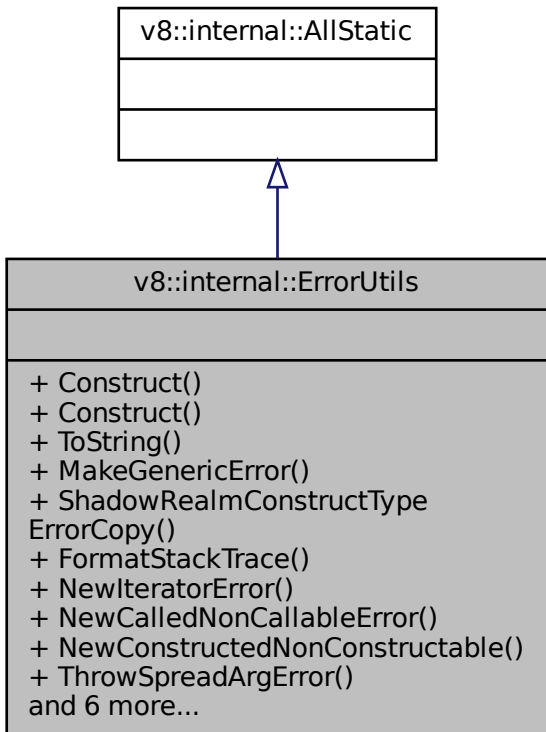 v8::internal::AllStatic
v8::internal::ErrorUtils
+ Construct()
+ Construct()
+ ToString()
+ MakeGenericError()
+ ShadowRealmConstructType
ErrorCopy()
+ FormatStackTrace()
+ NewIteratorError()
+ NewCalledNonCallableError()
+ NewConstructedNonConstructable()
+ ThrowSpreadArgError()
and 6 more...